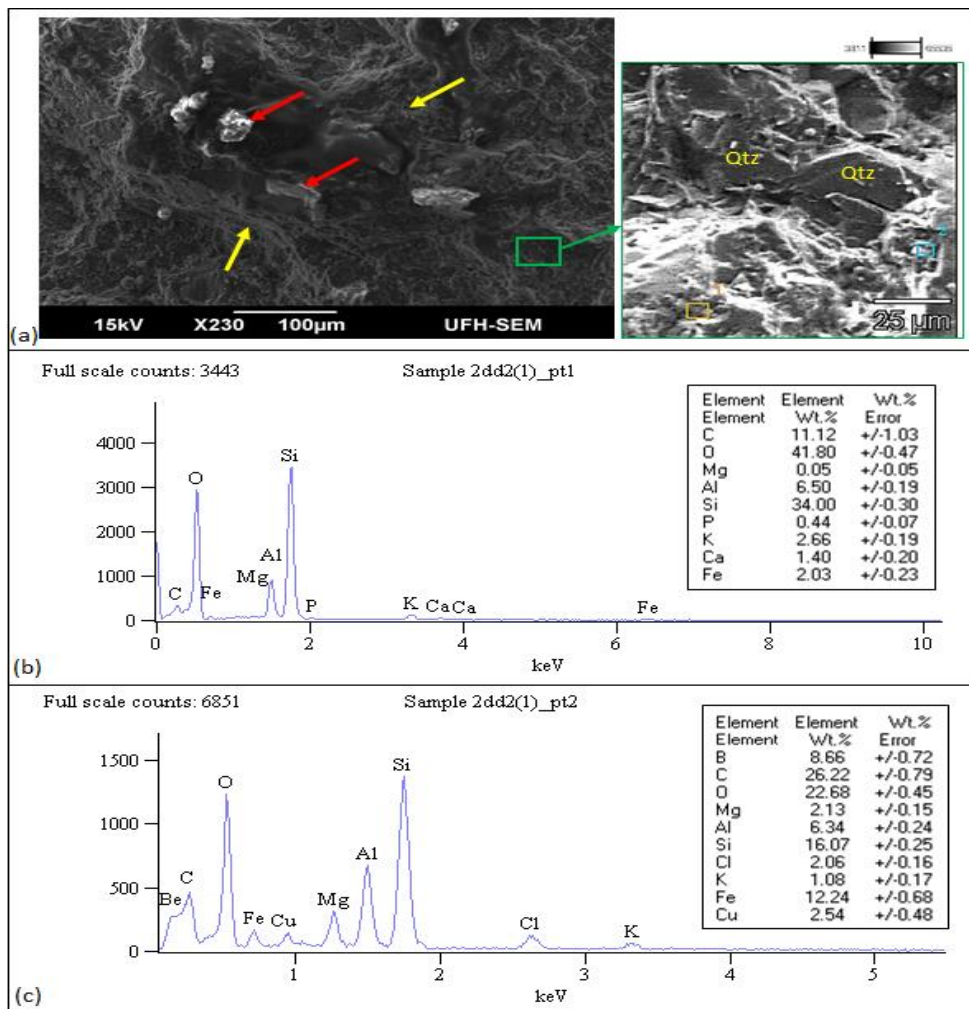 3811 65535
Qtz Qtz
2
1
15kV X230 100µm UFH-SEM
25 µm
(a)
Full scale counts: 3443 Sample 2dd2(1)_pt1
Element Element Wt.%
Element Wt.% Error
C 11.12 +/-1.03
O 41.80 +/-0.47
Mg 0.05 +/-0.05
Al 6.50 +/-0.19
Si 34.00 +/-0.30
P 0.44 +/-0.07
K 2.66 +/-0.19
Ca 1.40 +/-0.20
Fe 2.03 +/-0.23
4000
3000
2000
1000
0
Si
O
Al
Mg
C Fe P K Ca Ca Fe
0 2 4 6 8 10
keV
(b)
Full scale counts: 6851 Sample 2dd2(1)_pt2
Element Element Wt.%
Element Wt.% Error
B 8.66 +/-0.72
C 26.22 +/-0.79
O 22.68 +/-0.45
Mg 2.13 +/-0.15
Al 6.34 +/-0.24
Si 16.07 +/-0.25
Cl 2.06 +/-0.16
K 1.08 +/-0.17
Fe 12.24 +/-0.68
Cu 2.54 +/-0.48
1500
1000
500
0
Si
O
Al
C
Be Fe Cu Mg Cl K
1 2 3 4 5
keV
(c)